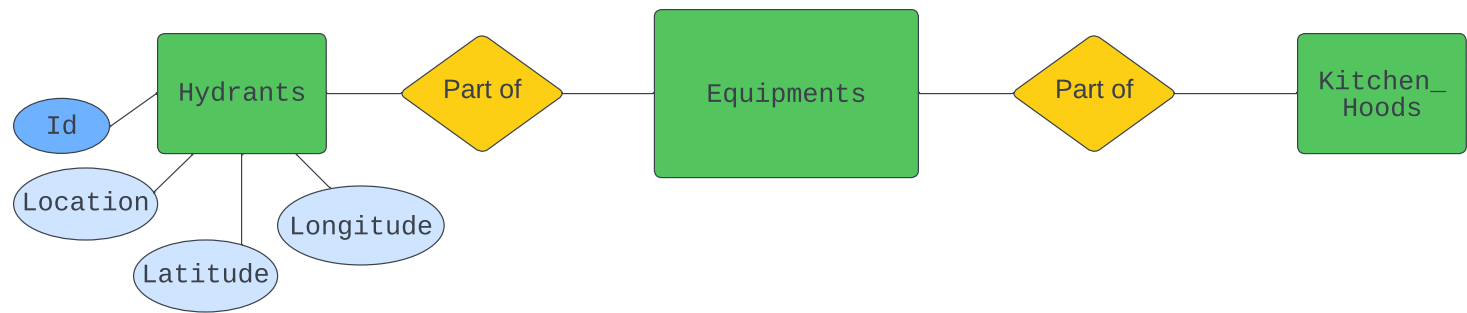 Hydrants
Part of
Equipments
Part of
Kitchen_
Hoods
Id
Location
Longitude
Latitude